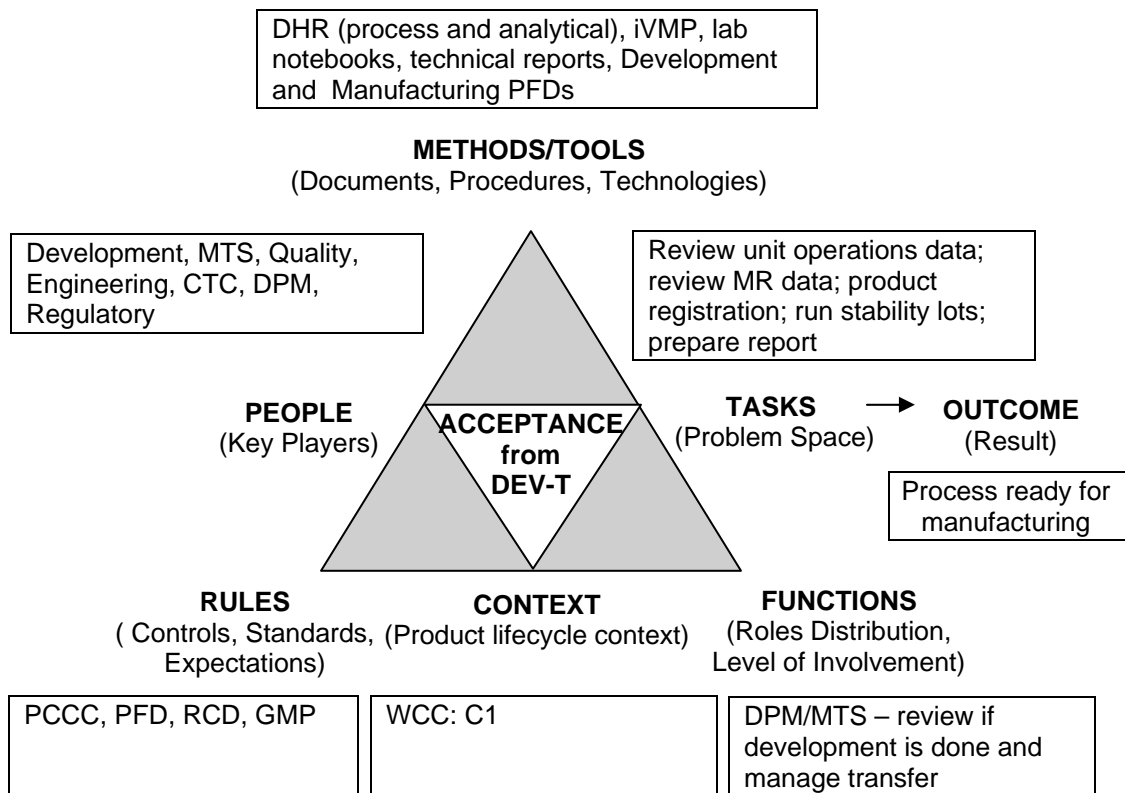 DHR (process and analytical), iVMP, lab
notebooks, technical reports, Development
and Manufacturing PFDs
METHODS/TOOLS
(Documents, Procedures, Technologies)
Development, MTS, Quality,
Engineering, CTC, DPM,
Regulatory
Review unit operations data;
review MR data; product
registration; run stability lots;
prepare report
PEOPLE
(Key Players)
ACCEPTANCE
from
DEV-T
TASKS
(Problem Space)
OUTCOME
(Result)
Process ready for
manufacturing
RULES
( Controls, Standards,
Expectations)
CONTEXT
(Product lifecycle context)
FUNCTIONS
(Roles Distribution,
Level of Involvement)
PCCC, PFD, RCD, GMP
WCC: C1
DPM/MTS – review if
development is done and
manage transfer